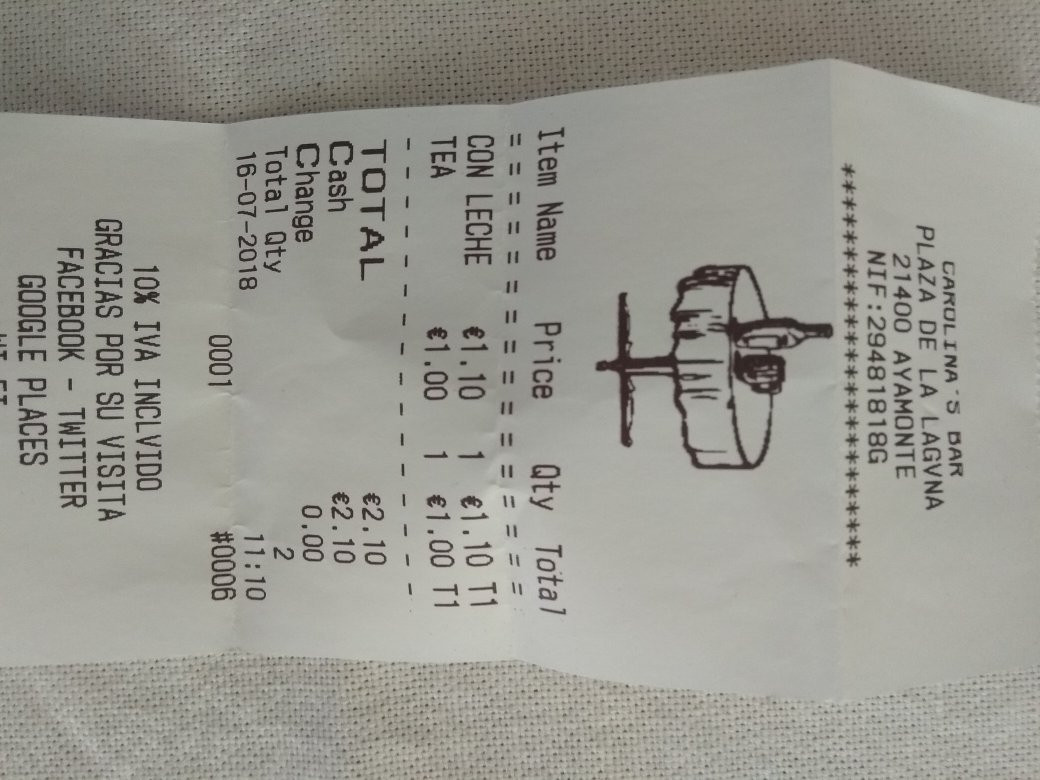 CAROLINA'S BAR
PLAZA DE LA LAGVNA
21400 AYAMONTE
NIF:29481818G
******************************
Item Name Price Qty Total
= = = = = = = = = = = = = = = =
CON LECHE €1.10 1 €1.10 T1
TEA €1.00 1 €1.00 T1
- - - - - - - - - - - - - - - -
TOTAL €2.10
Cash €2.10
Change 0.00
Total Qty 2
16-07-2018 11:10
0001 #0006
10% IVA INCLVIDO
GRACIAS POR SU VISITA
FACEBOOK - TWITTER
GOOGLE PLACES